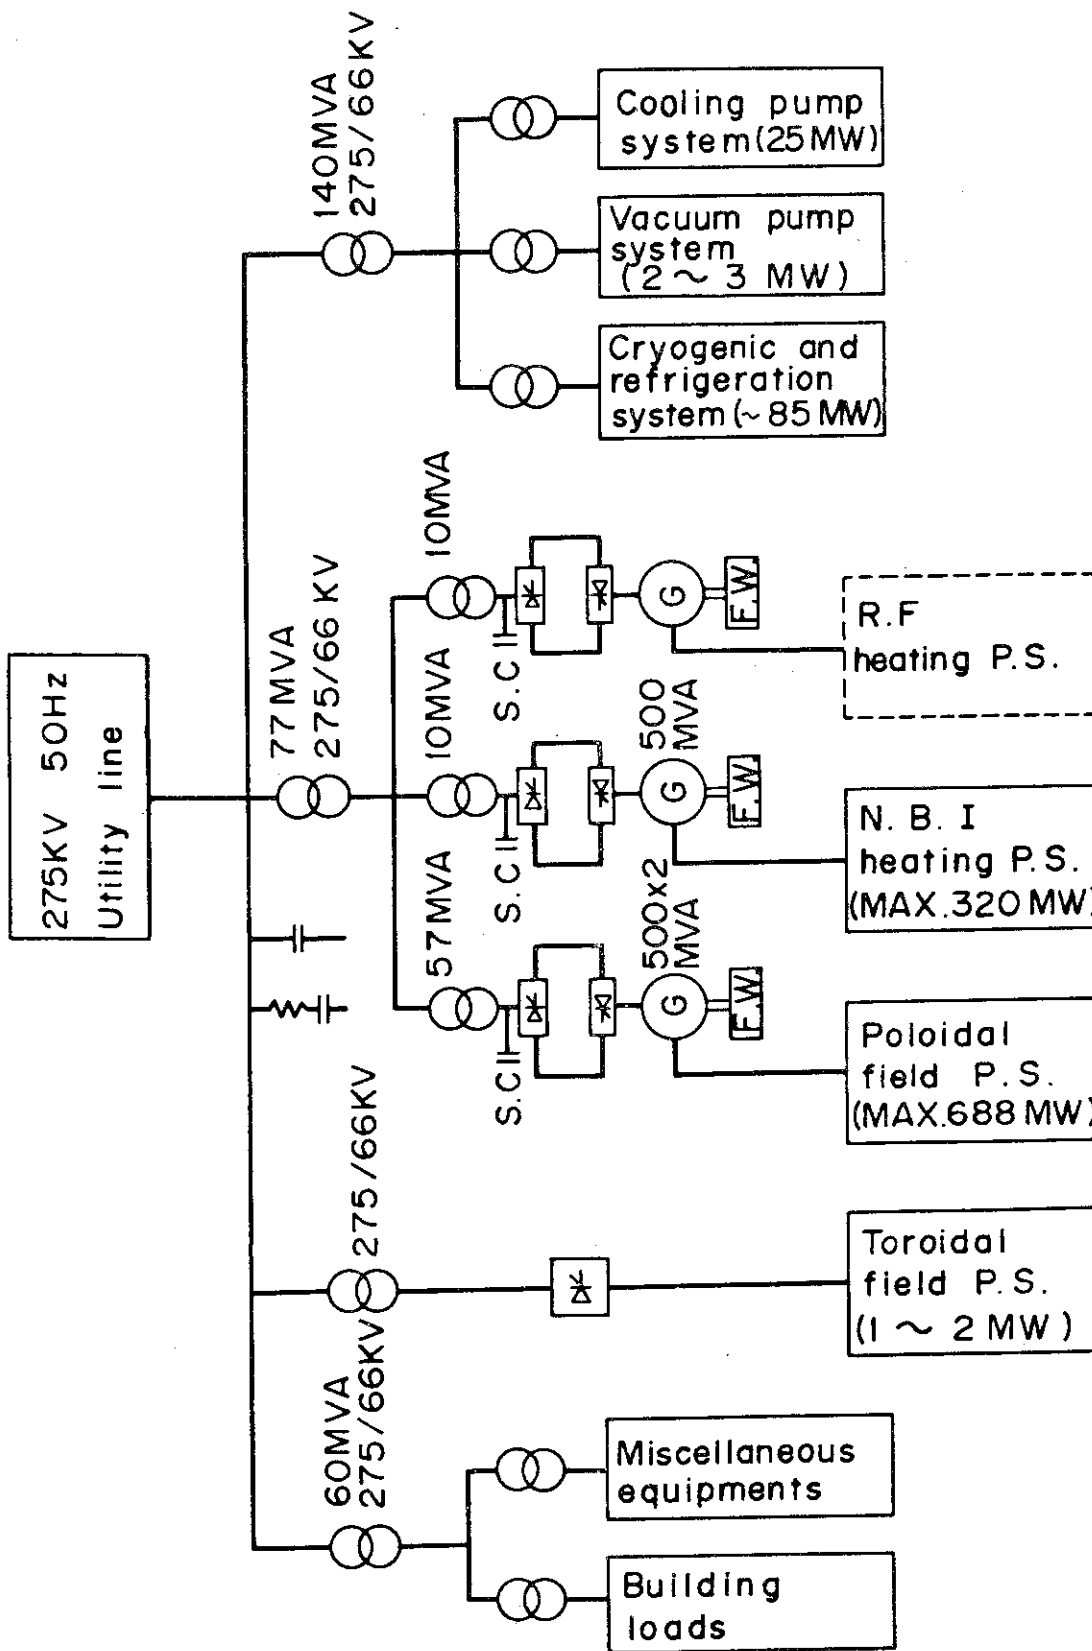 275KV 50Hz
Utility line
140MVA
275/66KV
Cooling pump
system (25MW)
Vacuum pump
system
(2 ~ 3 MW)
Cryogenic and
refrigeration
system (~85MW)
77MVA
275/66 KV
10MVA
S.C
G
F.W
R.F
heating P.S.
10MVA
S.C
500
MVA
G
F.W
N. B. I
heating P.S.
(MAX.320 MW)
57MVA
S.C
500x2
MVA
G
F.W
Poloidal
field P.S.
(MAX.688 MW)
275/66KV
Toroidal
field P.S.
(1 ~ 2 MW)
60MVA
275/66KV
Miscellaneous
equipments
Building
loads